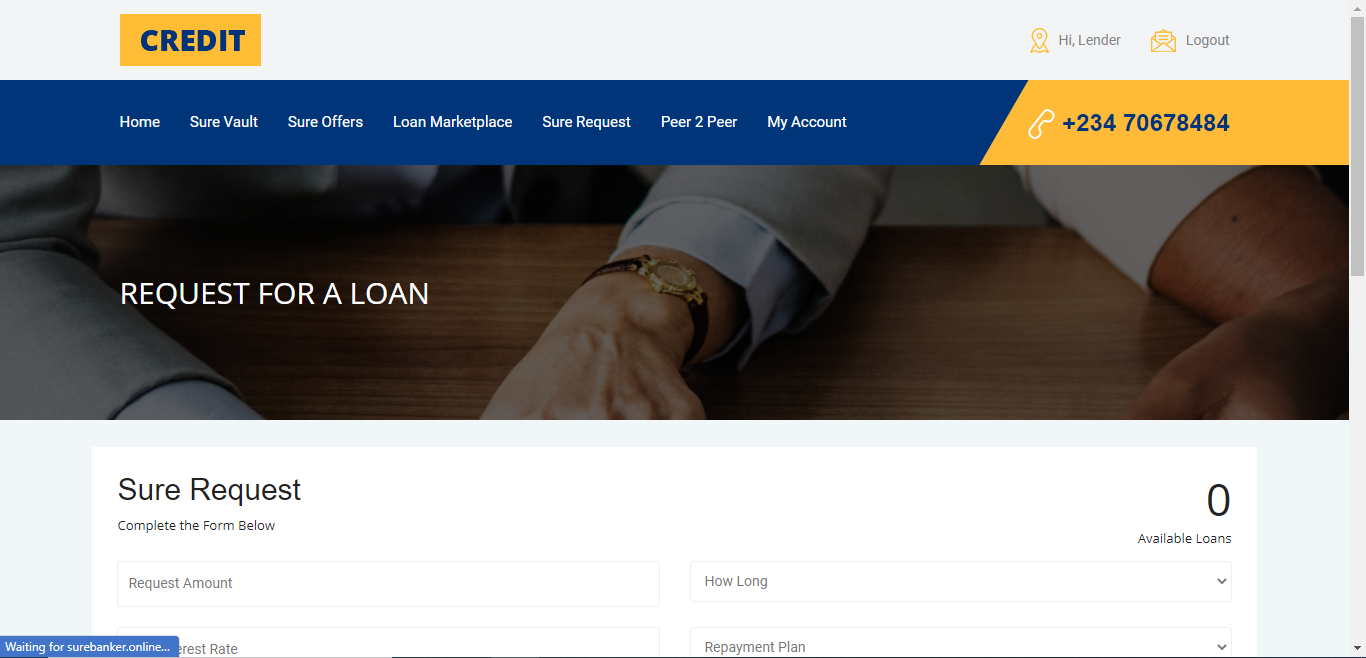 CREDIT
Hi, Lender
Logout
Home
Sure Vault
Sure Offers
Loan Marketplace
Sure Request
Peer 2 Peer
My Account
+234 70678484
REQUEST FOR A LOAN
Sure Request
0
Complete the Form Below
Available Loans
Request Amount
How Long
Rate
Repayment Plan
Waiting for surebanker.online...